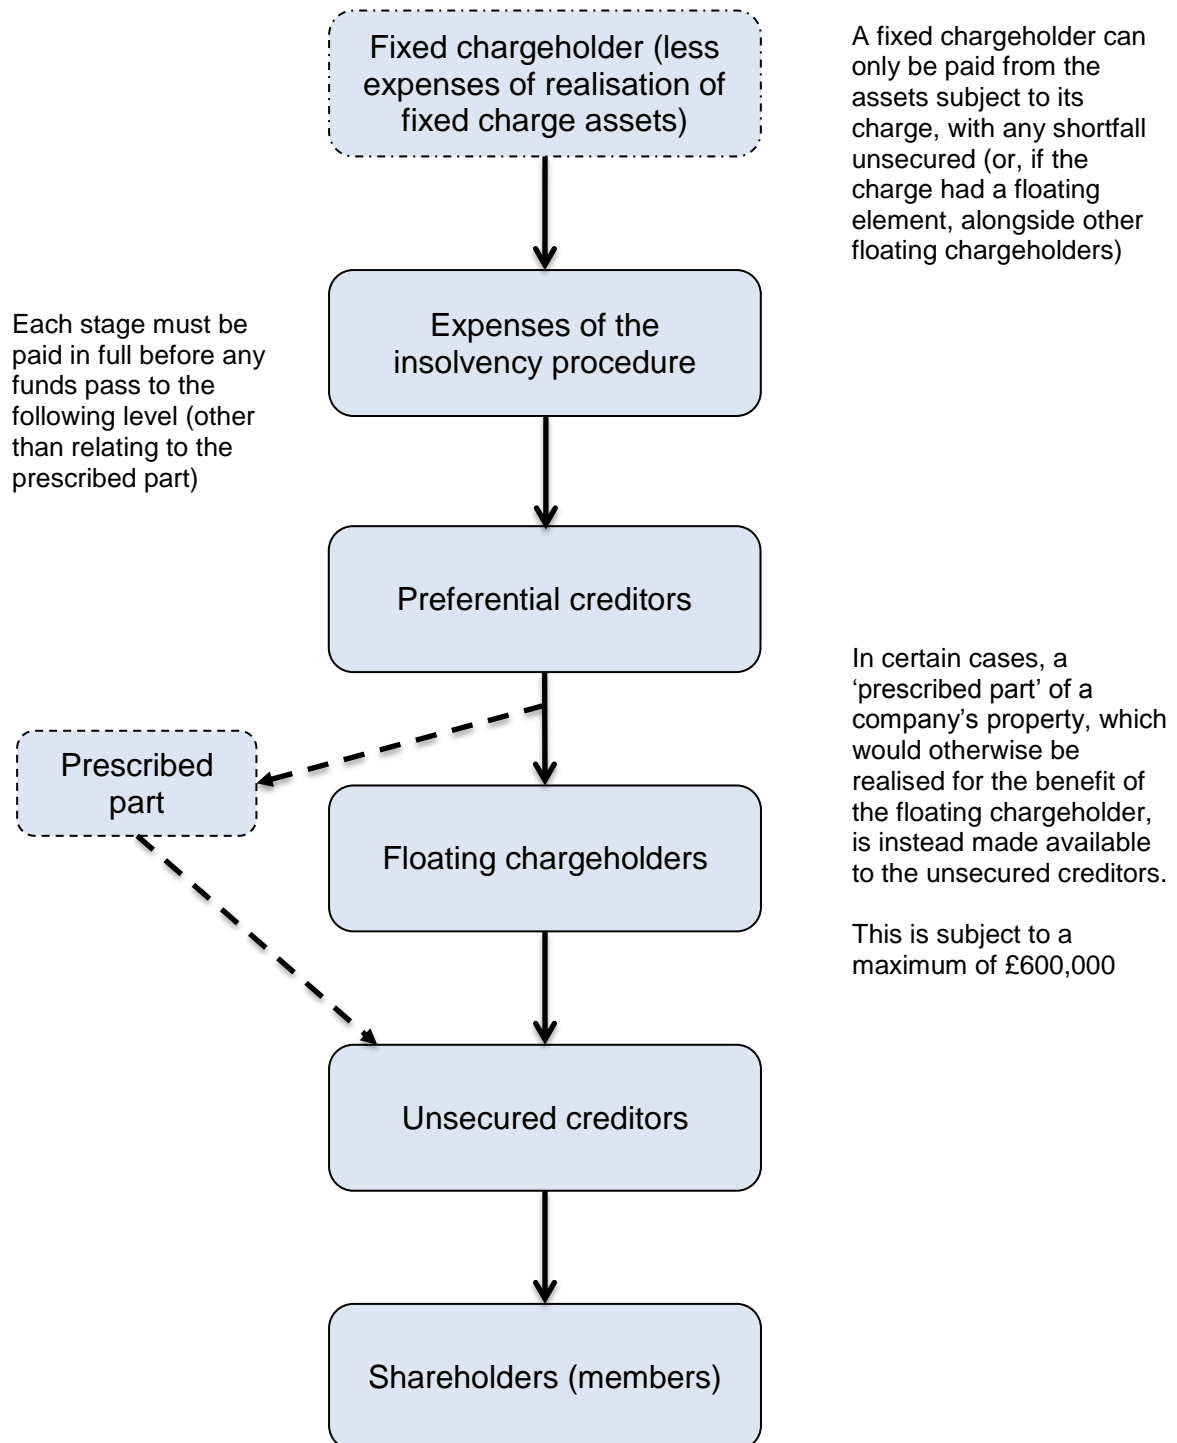 Fixed chargeholder (less
expenses of realisation of
fixed charge assets)
A fixed chargeholder can
only be paid from the
assets subject to its
charge, with any shortfall
unsecured (or, if the
charge had a floating
element, alongside other
floating chargeholders)
Each stage must be
paid in full before any
funds pass to the
following level (other
than relating to the
prescribed part)
Expenses of the
insolvency procedure
Preferential creditors
In certain cases, a
‘prescribed part’ of a
company’s property, which
would otherwise be
realised for the benefit of
the floating chargeholder,
is instead made available
to the unsecured creditors.
This is subject to a
maximum of £600,000
Prescribed
part
Floating chargeholders
Unsecured creditors
Shareholders (members)